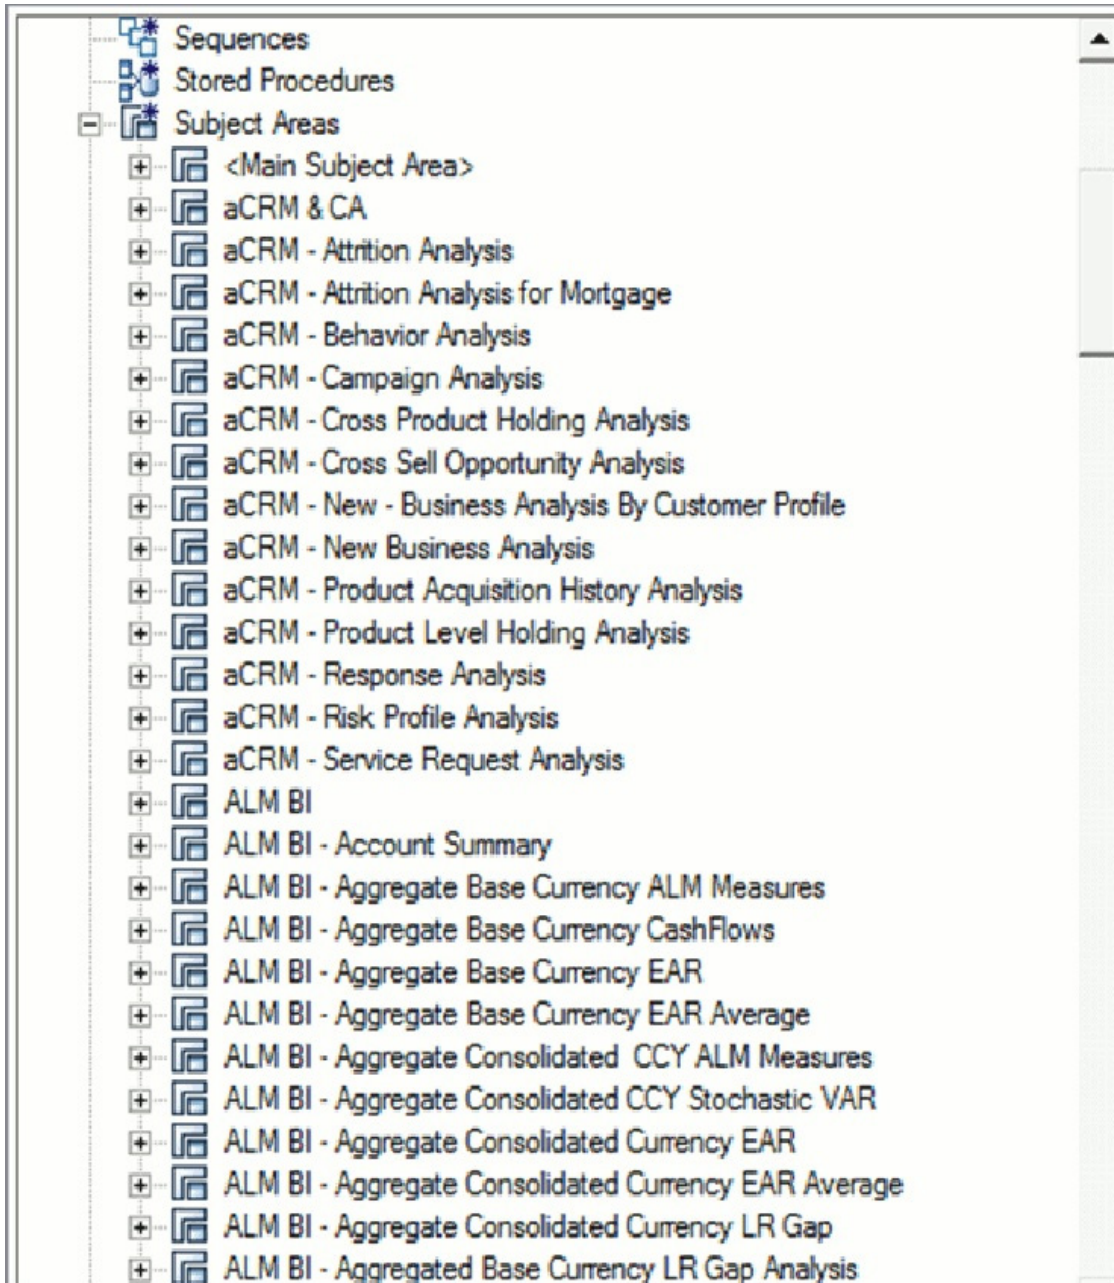 Sequences
Stored Procedures
Subject Areas
<Main Subject Area>
aCRM & CA
aCRM - Attrition Analysis
aCRM - Attrition Analysis for Mortgage
aCRM - Behavior Analysis
aCRM - Campaign Analysis
aCRM - Cross Product Holding Analysis
aCRM - Cross Sell Opportunity Analysis
aCRM - New - Business Analysis By Customer Profile
aCRM - New Business Analysis
aCRM - Product Acquisition History Analysis
aCRM - Product Level Holding Analysis
aCRM - Response Analysis
aCRM - Risk Profile Analysis
aCRM - Service Request Analysis
ALM BI
ALM BI - Account Summary
ALM BI - Aggregate Base Currency ALM Measures
ALM BI - Aggregate Base Currency CashFlows
ALM BI - Aggregate Base Currency EAR
ALM BI - Aggregate Base Currency EAR Average
ALM BI - Aggregate Consolidated  CCY ALM Measures
ALM BI - Aggregate Consolidated CCY Stochastic VAR
ALM BI - Aggregate Consolidated Currency EAR
ALM BI - Aggregate Consolidated Currency EAR Average
ALM BI - Aggregate Consolidated Currency LR Gap
ALM BI - Aggregated Base Currency LR Gap Analysis